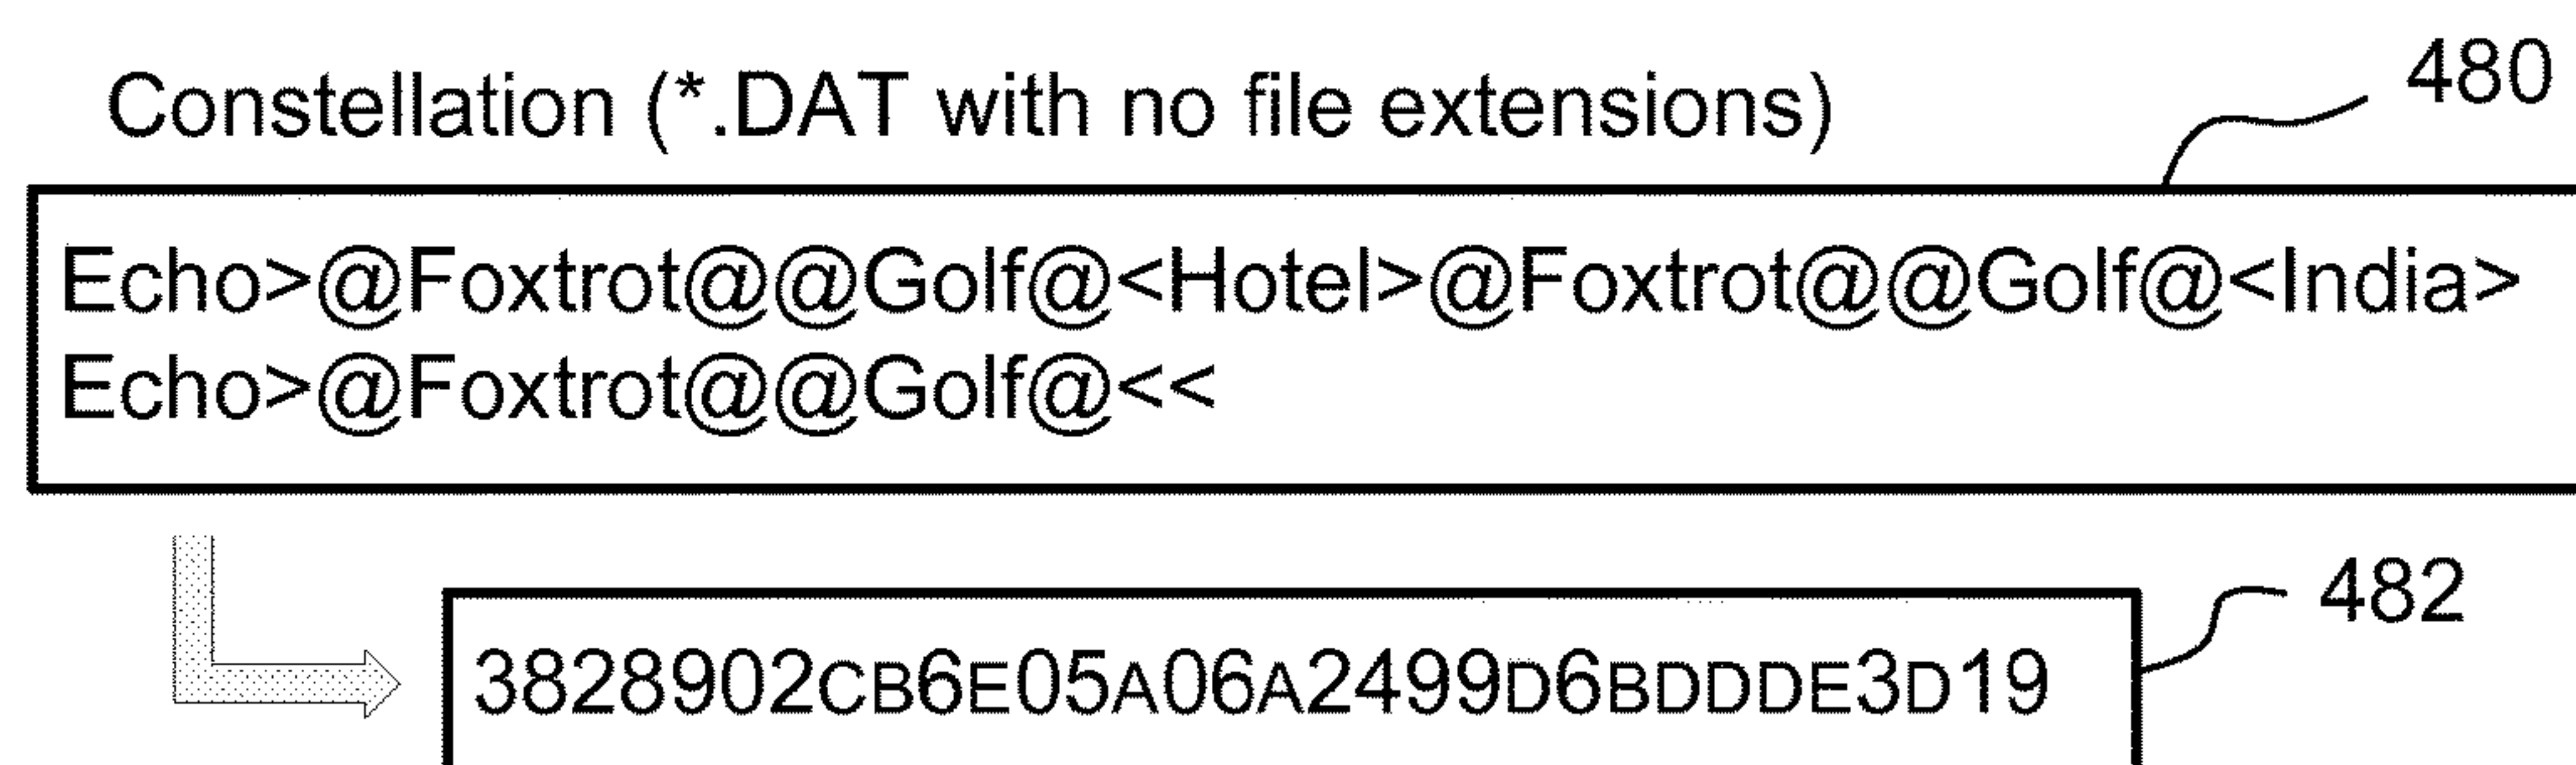 480
Constellation (*.DAT with no file extensions)
Echo>@Foxtrot@@Golf@<Hotel>@Foxtrot@@Golf@<India>
Echo>@Foxtrot@@Golf@<<
482
3828902CB6E05A06A2499D6BDDDE3D19